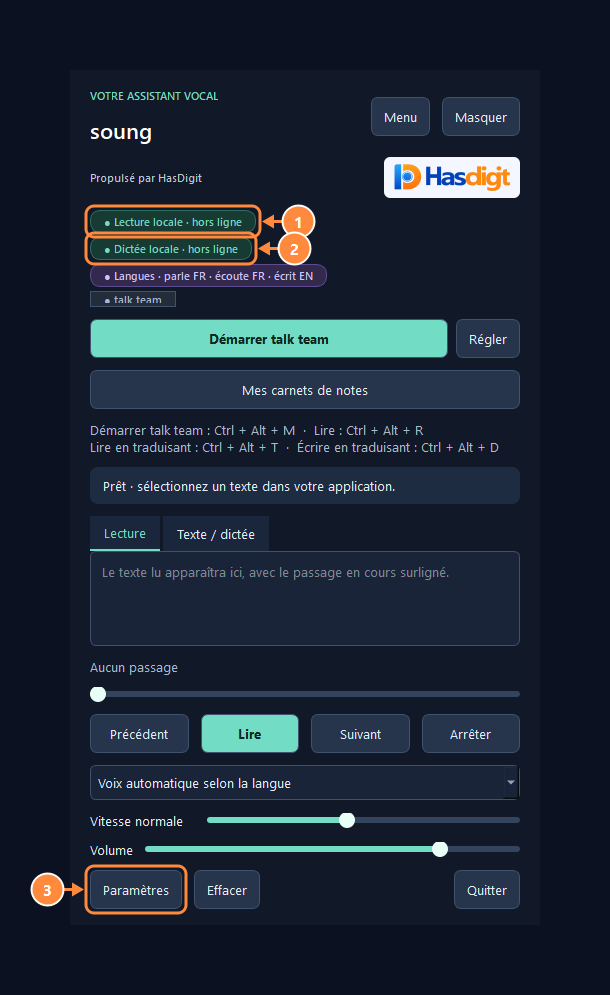 VOTRE ASSISTANT VOCAL
soung
Menu
Masquer
Propulsé par HasDigit
Hasdigit
● Lecture locale · hors ligne
1
● Dictée locale · hors ligne
2
● Langues · parle FR · écoute FR · écrit EN
● talk team
Démarrer talk team
Régler
Mes carnets de notes
Démarrer talk team : Ctrl + Alt + M · Lire : Ctrl + Alt + R
Lire en traduisant : Ctrl + Alt + T · Écrire en traduisant : Ctrl + Alt + D
Prêt · sélectionnez un texte dans votre application.
Lecture
Texte / dictée
Le texte lu apparaîtra ici, avec le passage en cours surligné.
Aucun passage
Précédent
Lire
Suivant
Arrêter
Voix automatique selon la langue
Vitesse normale
Volume
3
Paramètres
Effacer
Quitter